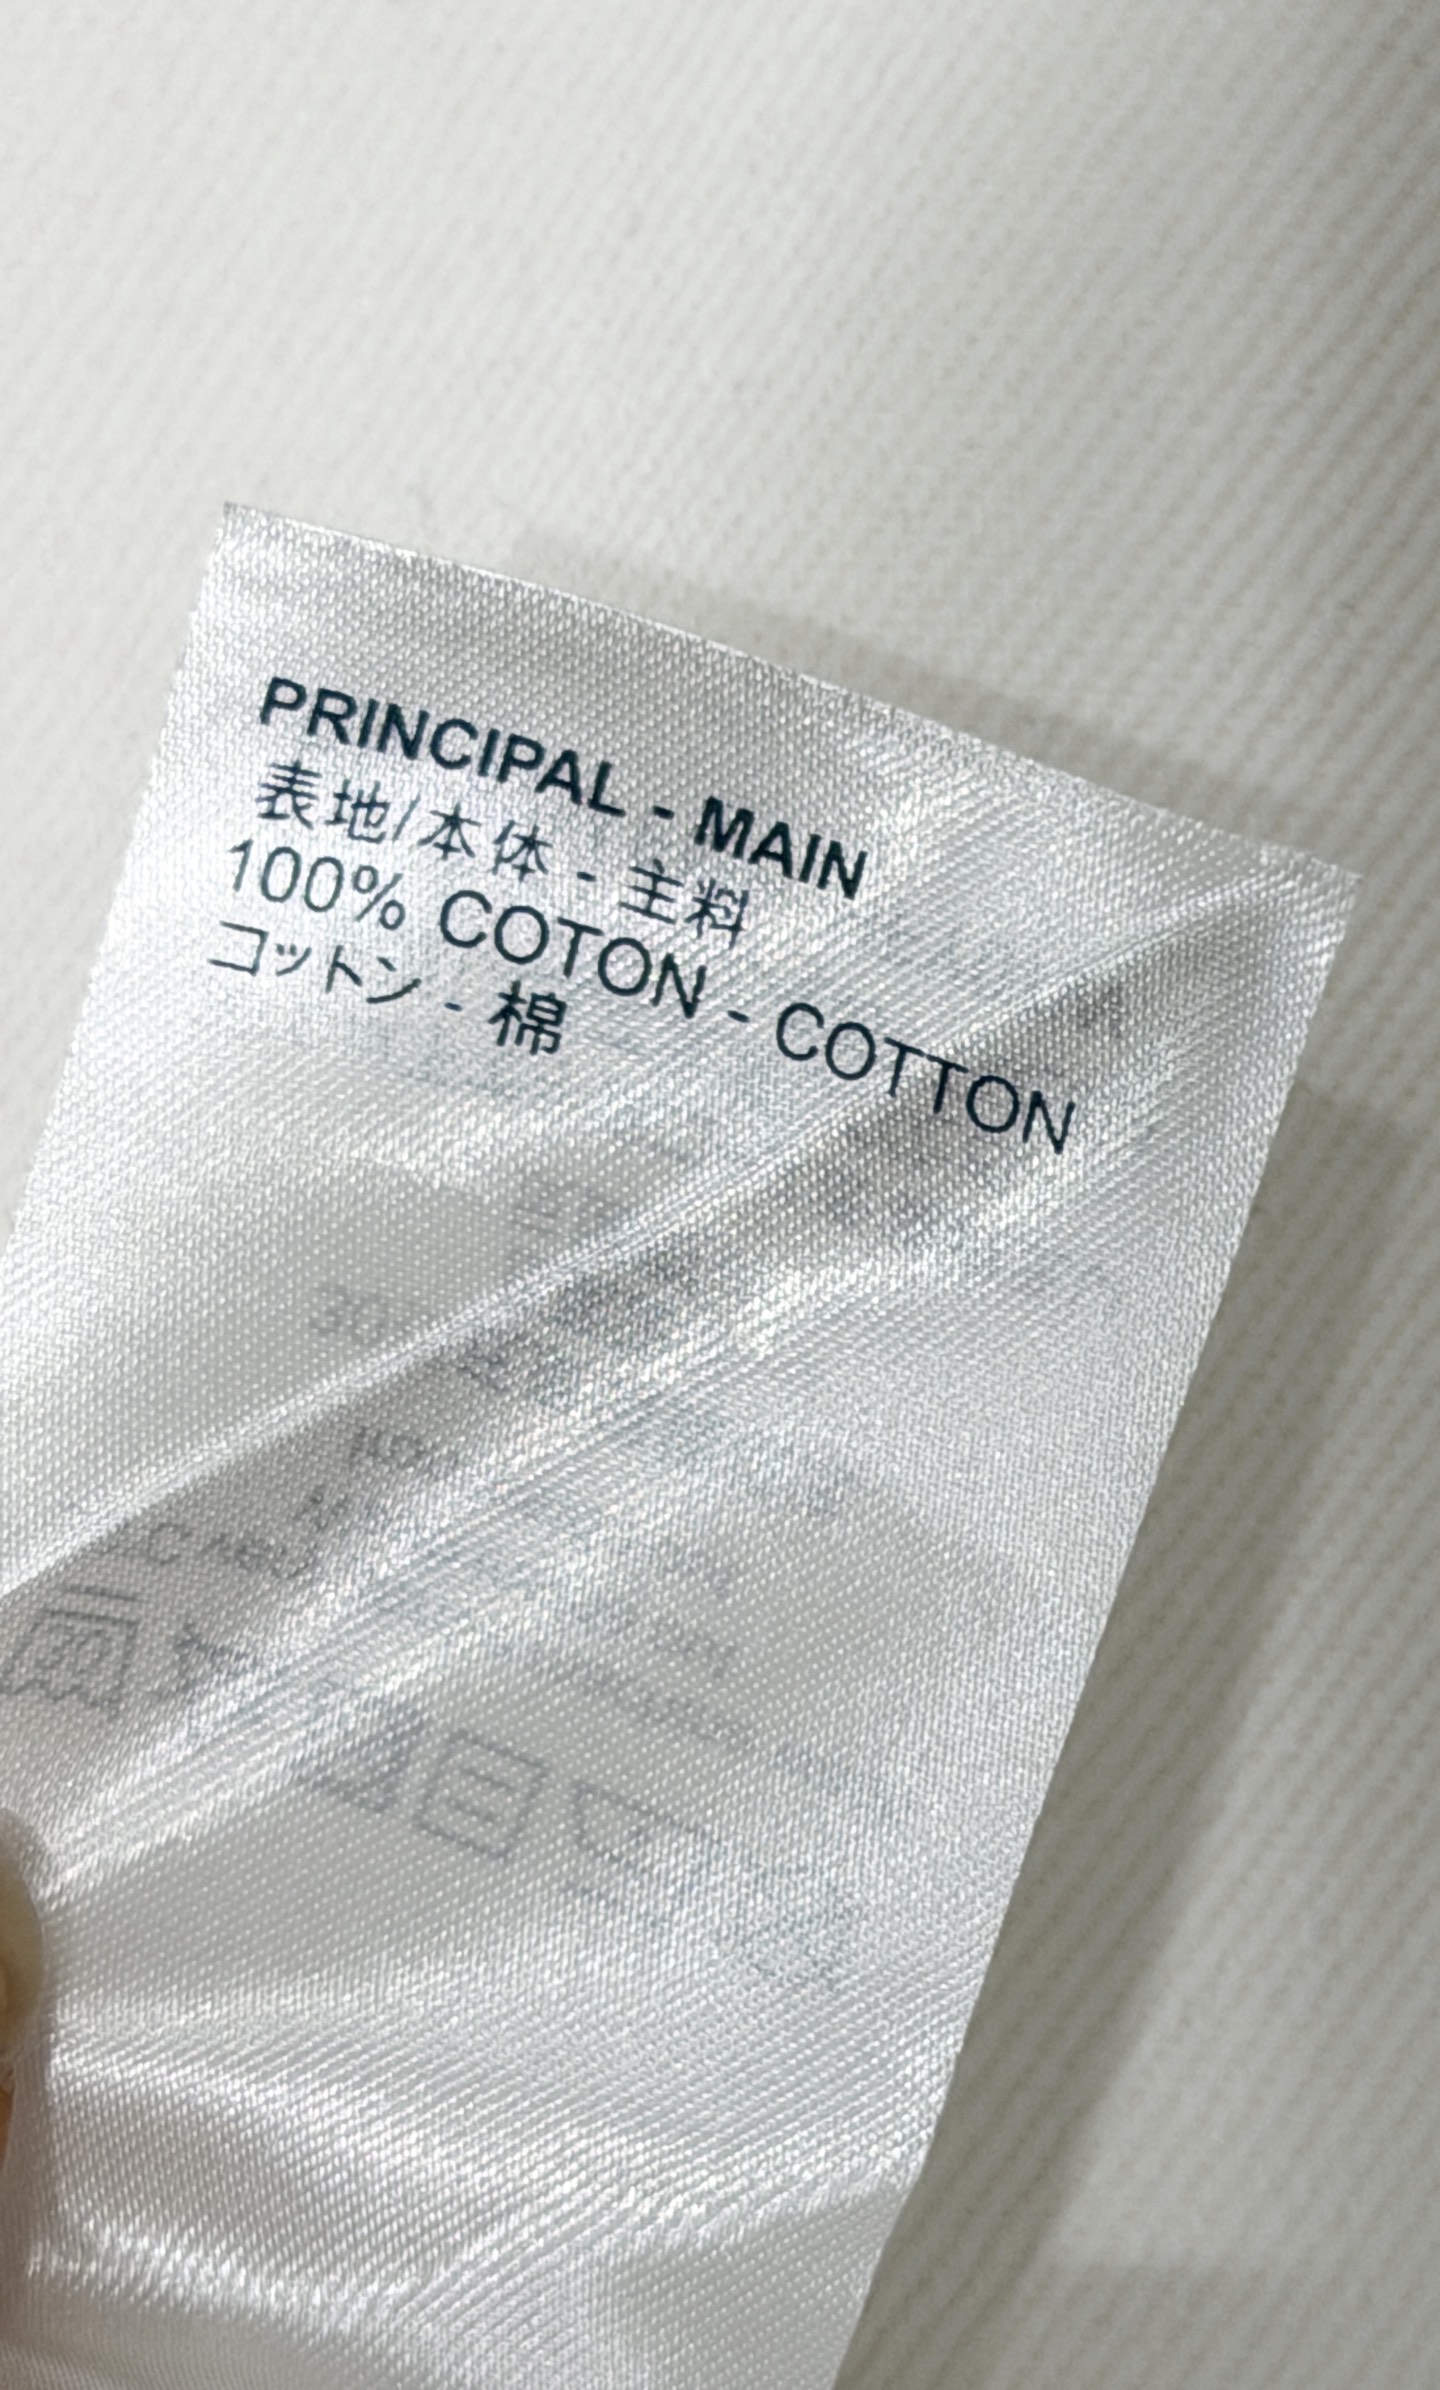 PRINCIPAL - MAIN
表地/本体 - 主料
100% COTON - COTTON
コットン - 棉